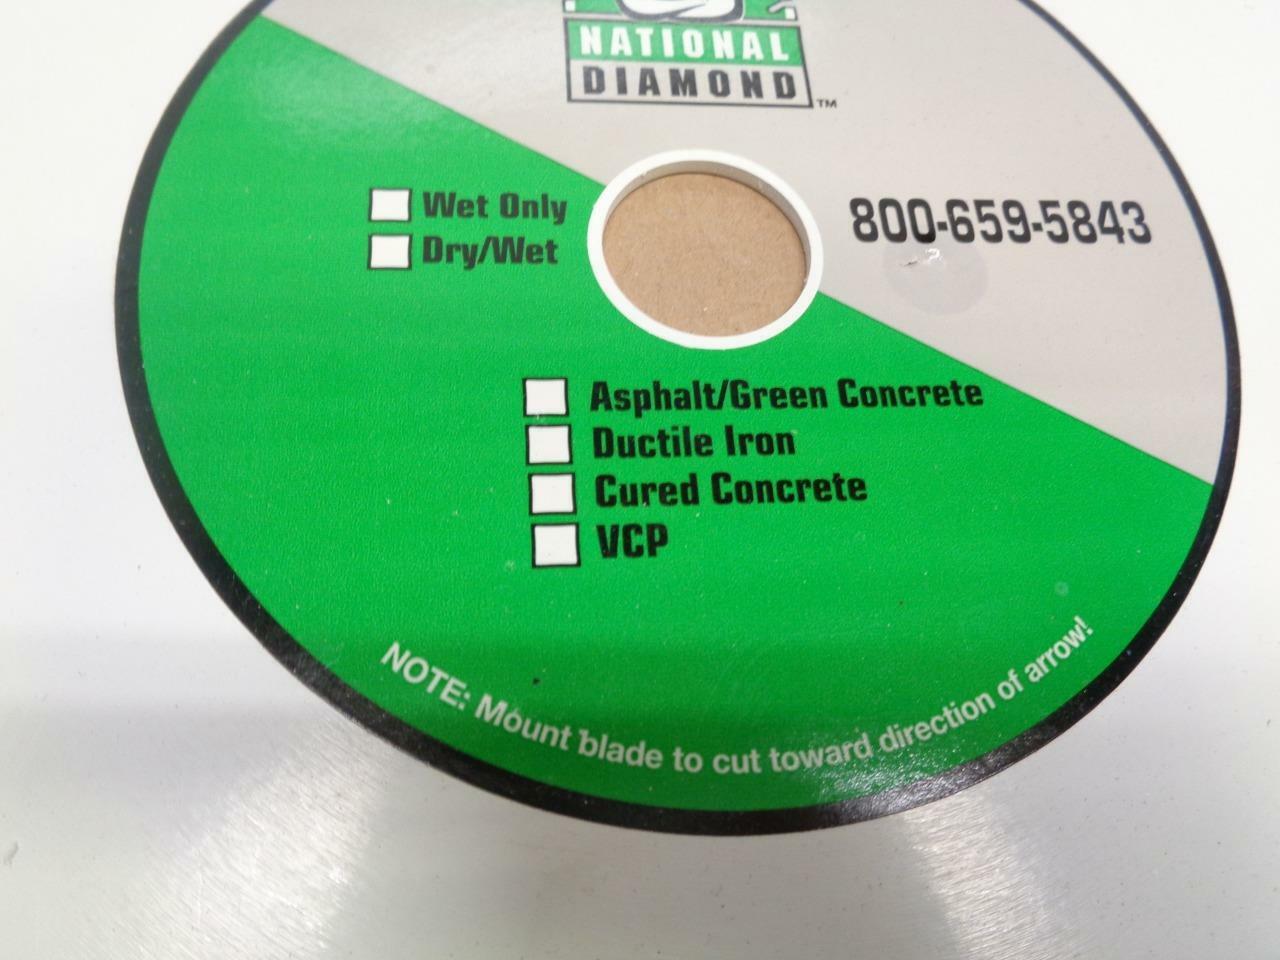 NATIONAL
DIAMOND
TM
Wet Only
Dry/Wet
800-659-5843
Asphalt/Green Concrete
Ductile Iron
Cured Concrete
VCP
NOTE: Mount blade to cut toward direction of arrow!